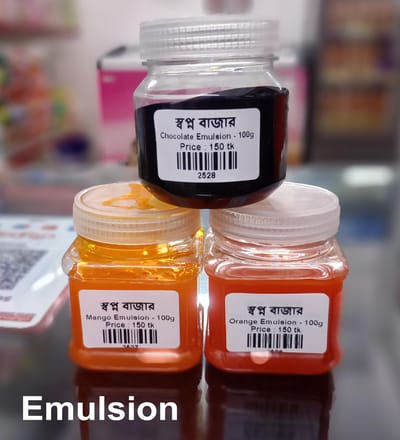 স্বপ্ন বাজার
Chocolate Emulsion - 100g
Price : 150 tk
2528
স্বপ্ন বাজার
Mango Emulsion - 100g
Price : 150 tk
স্বপ্ন বাজার
Orange Emulsion - 100g
Price : 150 tk
Emulsion